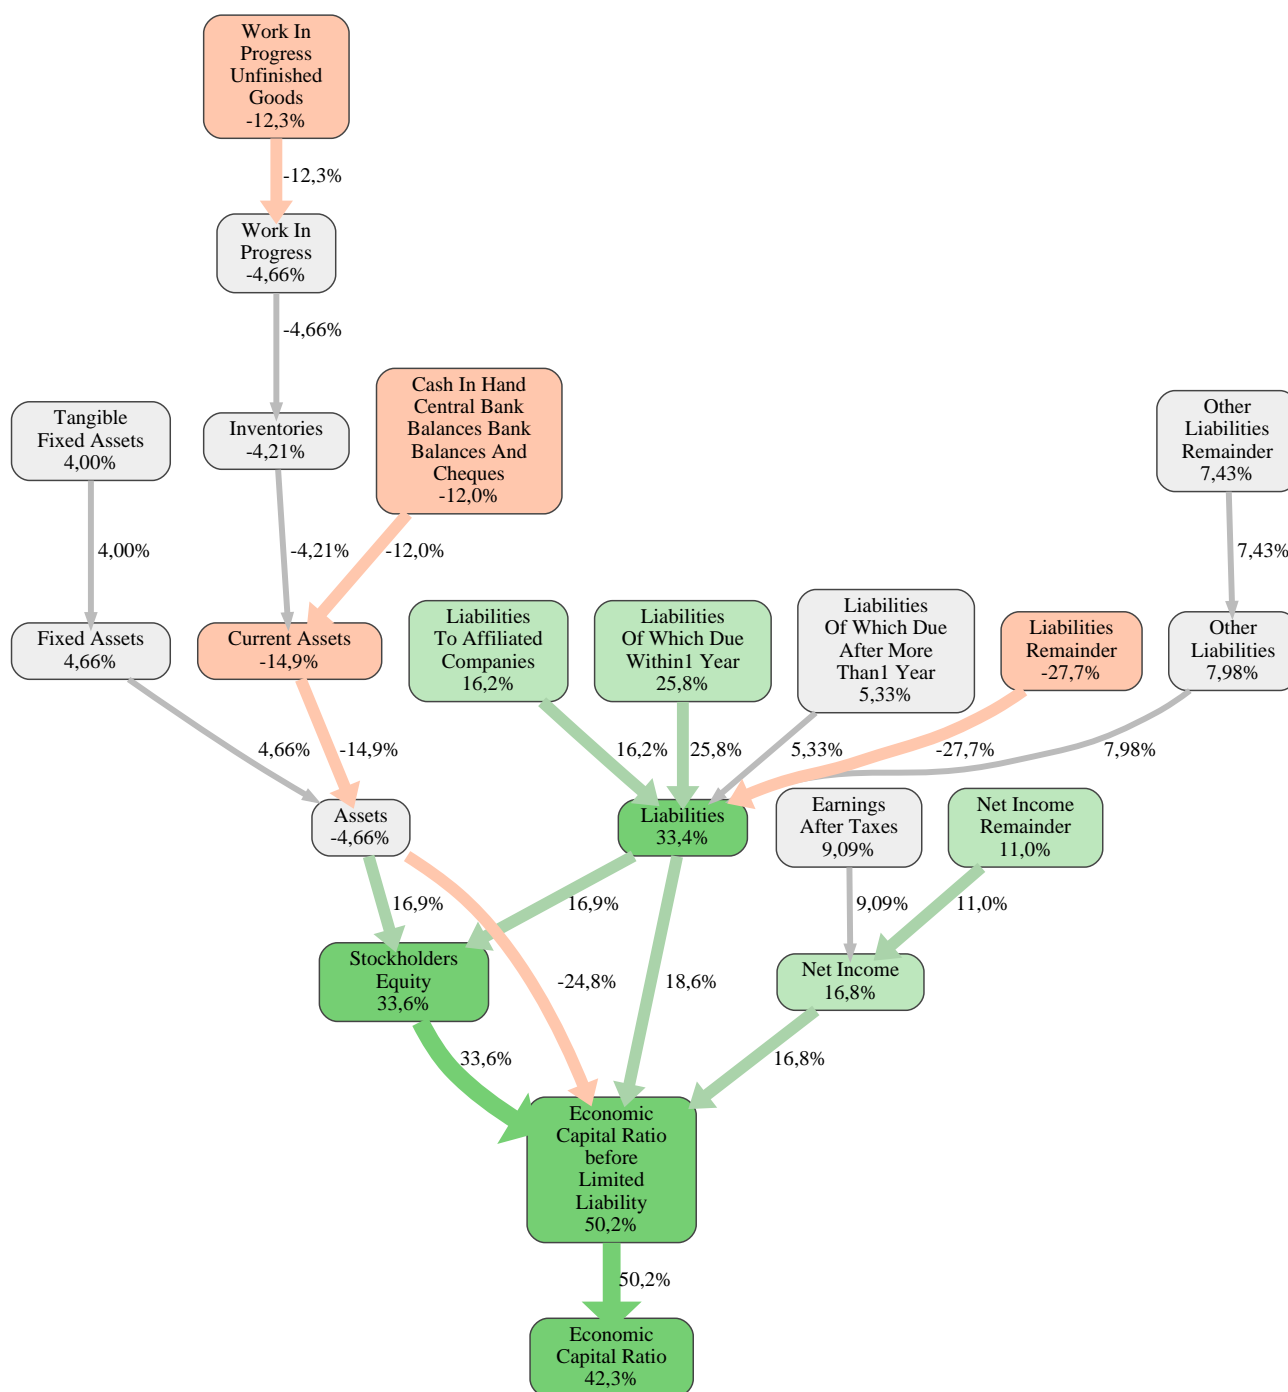 Work In
Progress
Unfinished
Goods
-12,3%
-12,3%
Work In
Progress
-4,66%
-4,66%
Tangible
Fixed Assets
4,00%
Inventories
-4,21%
Cash In Hand
Central Bank
Balances Bank
Balances And
Cheques
-12,0%
Other
Liabilities
Remainder
7,43%
4,00%
-4,21%
-12,0%
7,43%
Fixed Assets
4,66%
Current Assets
-14,9%
Liabilities
To Affiliated
Companies
16,2%
Liabilities
Of Which Due
Within1 Year
25,8%
Liabilities
Of Which Due
After More
Than1 Year
5,33%
Liabilities
Remainder
-27,7%
Other
Liabilities
7,98%
4,66%
-14,9%
16,2%
25,8%
5,33%
-27,7%
7,98%
Assets
-4,66%
Liabilities
33,4%
Earnings
After Taxes
9,09%
Net Income
Remainder
11,0%
16,9%
16,9%
9,09%
11,0%
Stockholders
Equity
33,6%
-24,8%
18,6%
Net Income
16,8%
33,6%
16,8%
Economic
Capital Ratio
before
Limited
Liability
50,2%
50,2%
Economic
Capital Ratio
42,3%